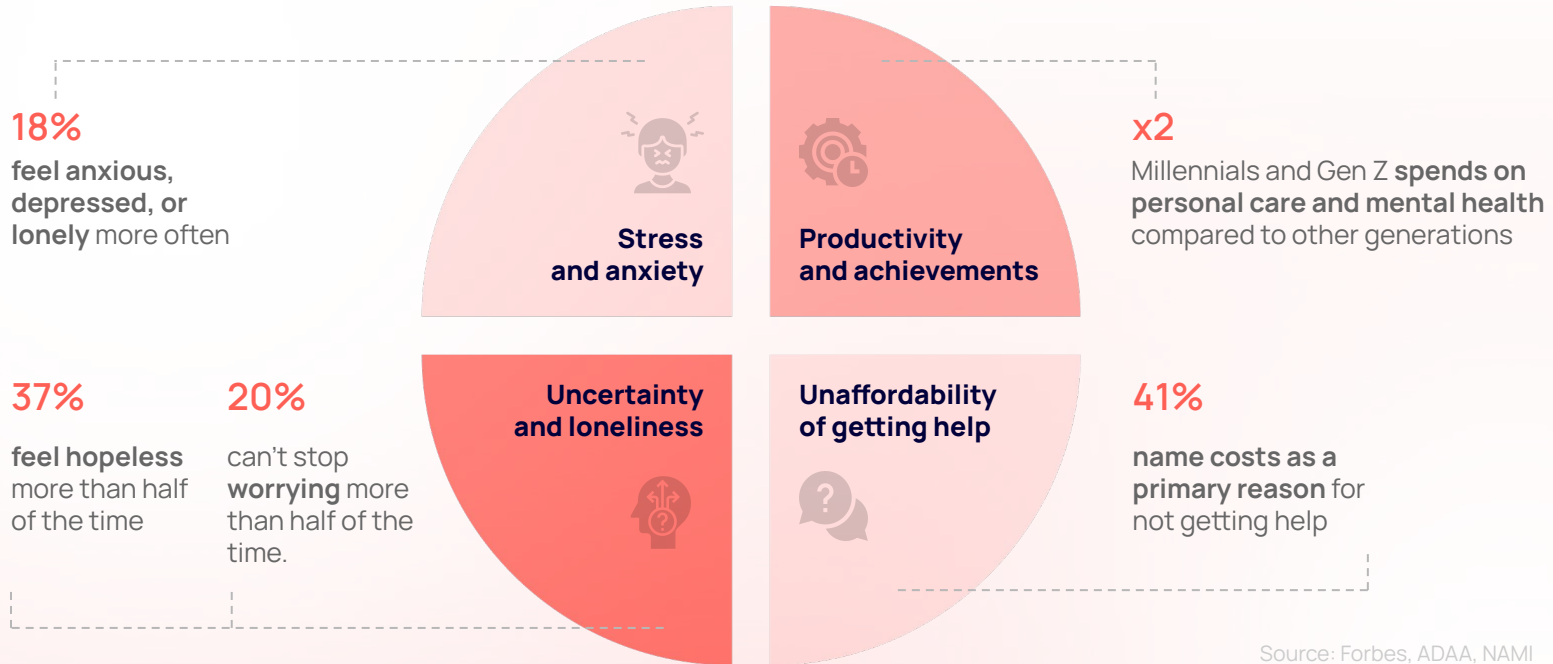 18%
feel anxious,
depressed, or
lonely more often
Stress
and anxiety
Productivity
and achievements
x2
Millennials and Gen Z spends on
personal care and mental health
compared to other generations
37%
feel hopeless
more than half
of the time
20%
can't stop
worrying more
than half of the
time.
Uncertainty
and loneliness
Unaffordability
of getting help
41%
name costs as a
primary reason for
not getting help
Source: Forbes, ADAA, NAMI